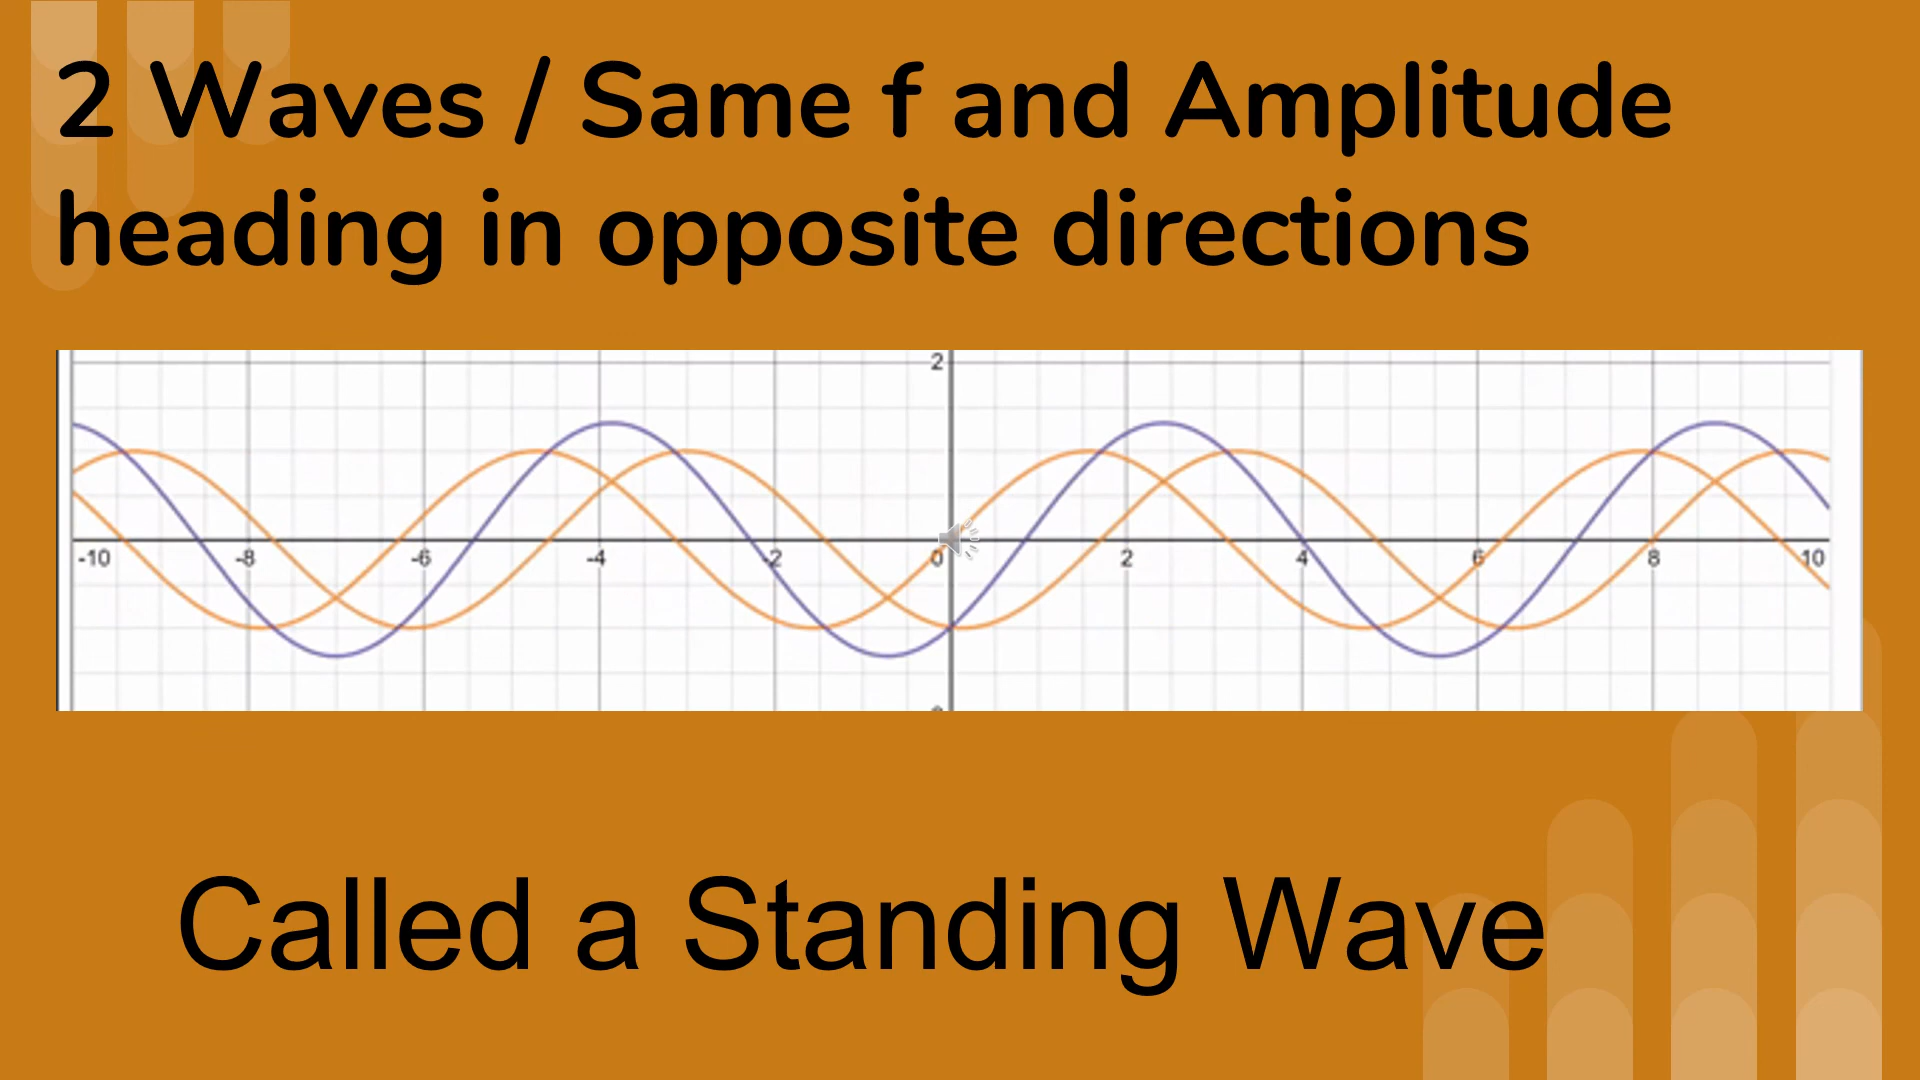 2 Waves / Same f and Amplitude
heading in opposite directions
2
-10 -8 -6 -4 -2 0 2 4 6 8 10
Called a Standing Wave